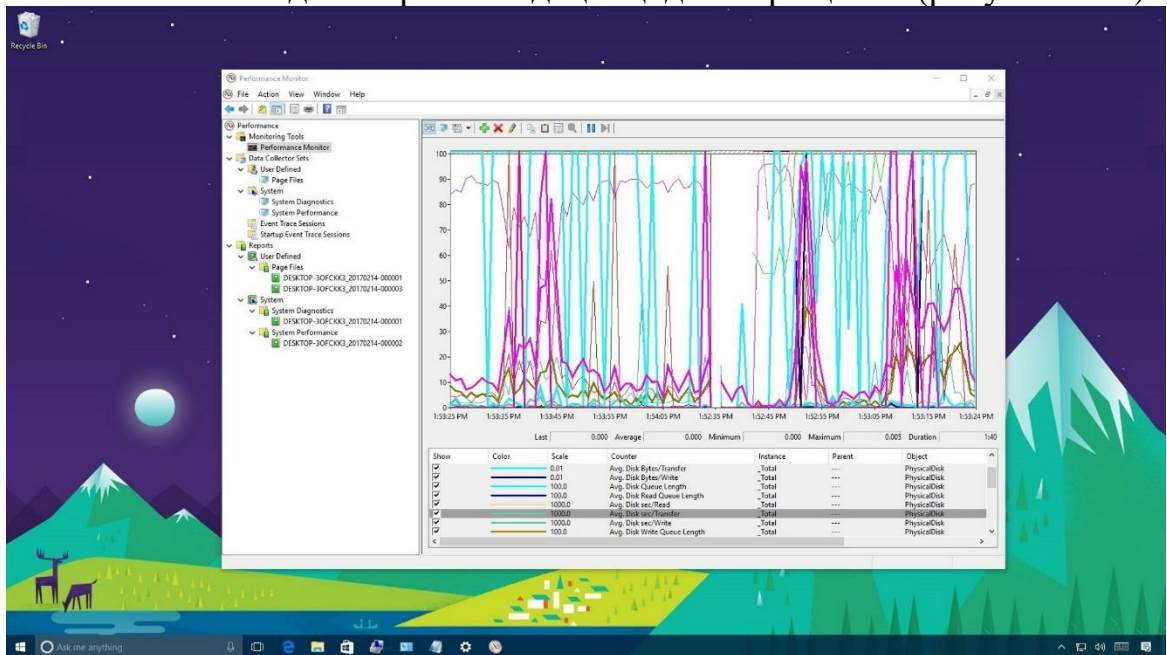 Recycle Bin
Performance Monitor
File Action View Window Help
Performance
Monitoring Tools
Performance Monitor
Data Collector Sets
User Defined
Page Files
System
System Diagnostics
System Performance
Event Trace Sessions
Startup Event Trace Sessions
Reports
User Defined
Page Files
DESKTOP-3OFCKK3_20170214-000001
DESKTOP-3OFCKK3_20170214-000003
System
System Diagnostics
DESKTOP-3OFCKK3_20170214-000001
System Performance
DESKTOP-3OFCKK3_20170214-000002
100
90
80
70
60
50
40
30
20
10
0
1:53:25 PM 1:53:35 PM 1:53:45 PM 1:53:55 PM 1:54:05 PM 1:52:35 PM 1:52:45 PM 1:52:55 PM 1:53:05 PM 1:53:15 PM 1:53:24 PM
Last 0.000 Average 0.000 Minimum 0.000 Maximum 0.005 Duration 1:40
Show Color Scale Counter Instance Parent Object
0.01 Avg. Disk Bytes/Transfer _Total --- PhysicalDisk
0.01 Avg. Disk Bytes/Write _Total --- PhysicalDisk
100.0 Avg. Disk Queue Length _Total --- PhysicalDisk
100.0 Avg. Disk Read Queue Length _Total --- PhysicalDisk
1000.0 Avg. Disk sec/Read _Total --- PhysicalDisk
1000.0 Avg. Disk sec/Transfer _Total --- PhysicalDisk
1000.0 Avg. Disk sec/Write _Total --- PhysicalDisk
100.0 Avg. Disk Write Queue Length _Total --- PhysicalDisk
Ask me anything